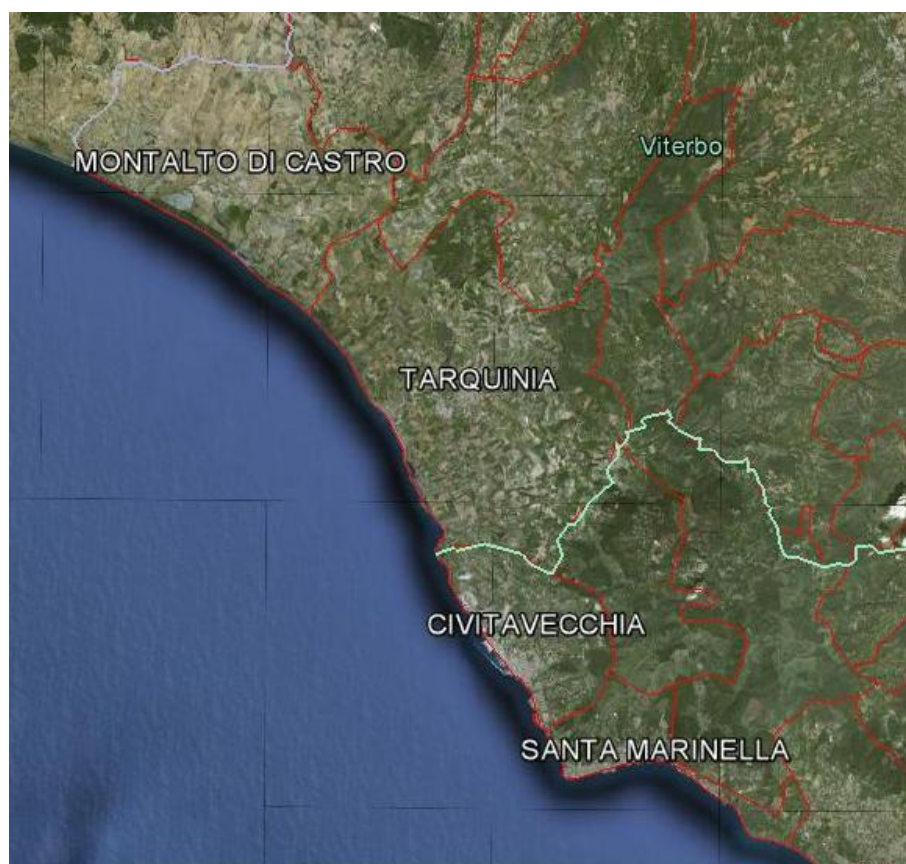 Viterbo
MONTALTO DI CASTRO
TARQUINIA
CIVITAVECCHIA
SANTA MARINELLA